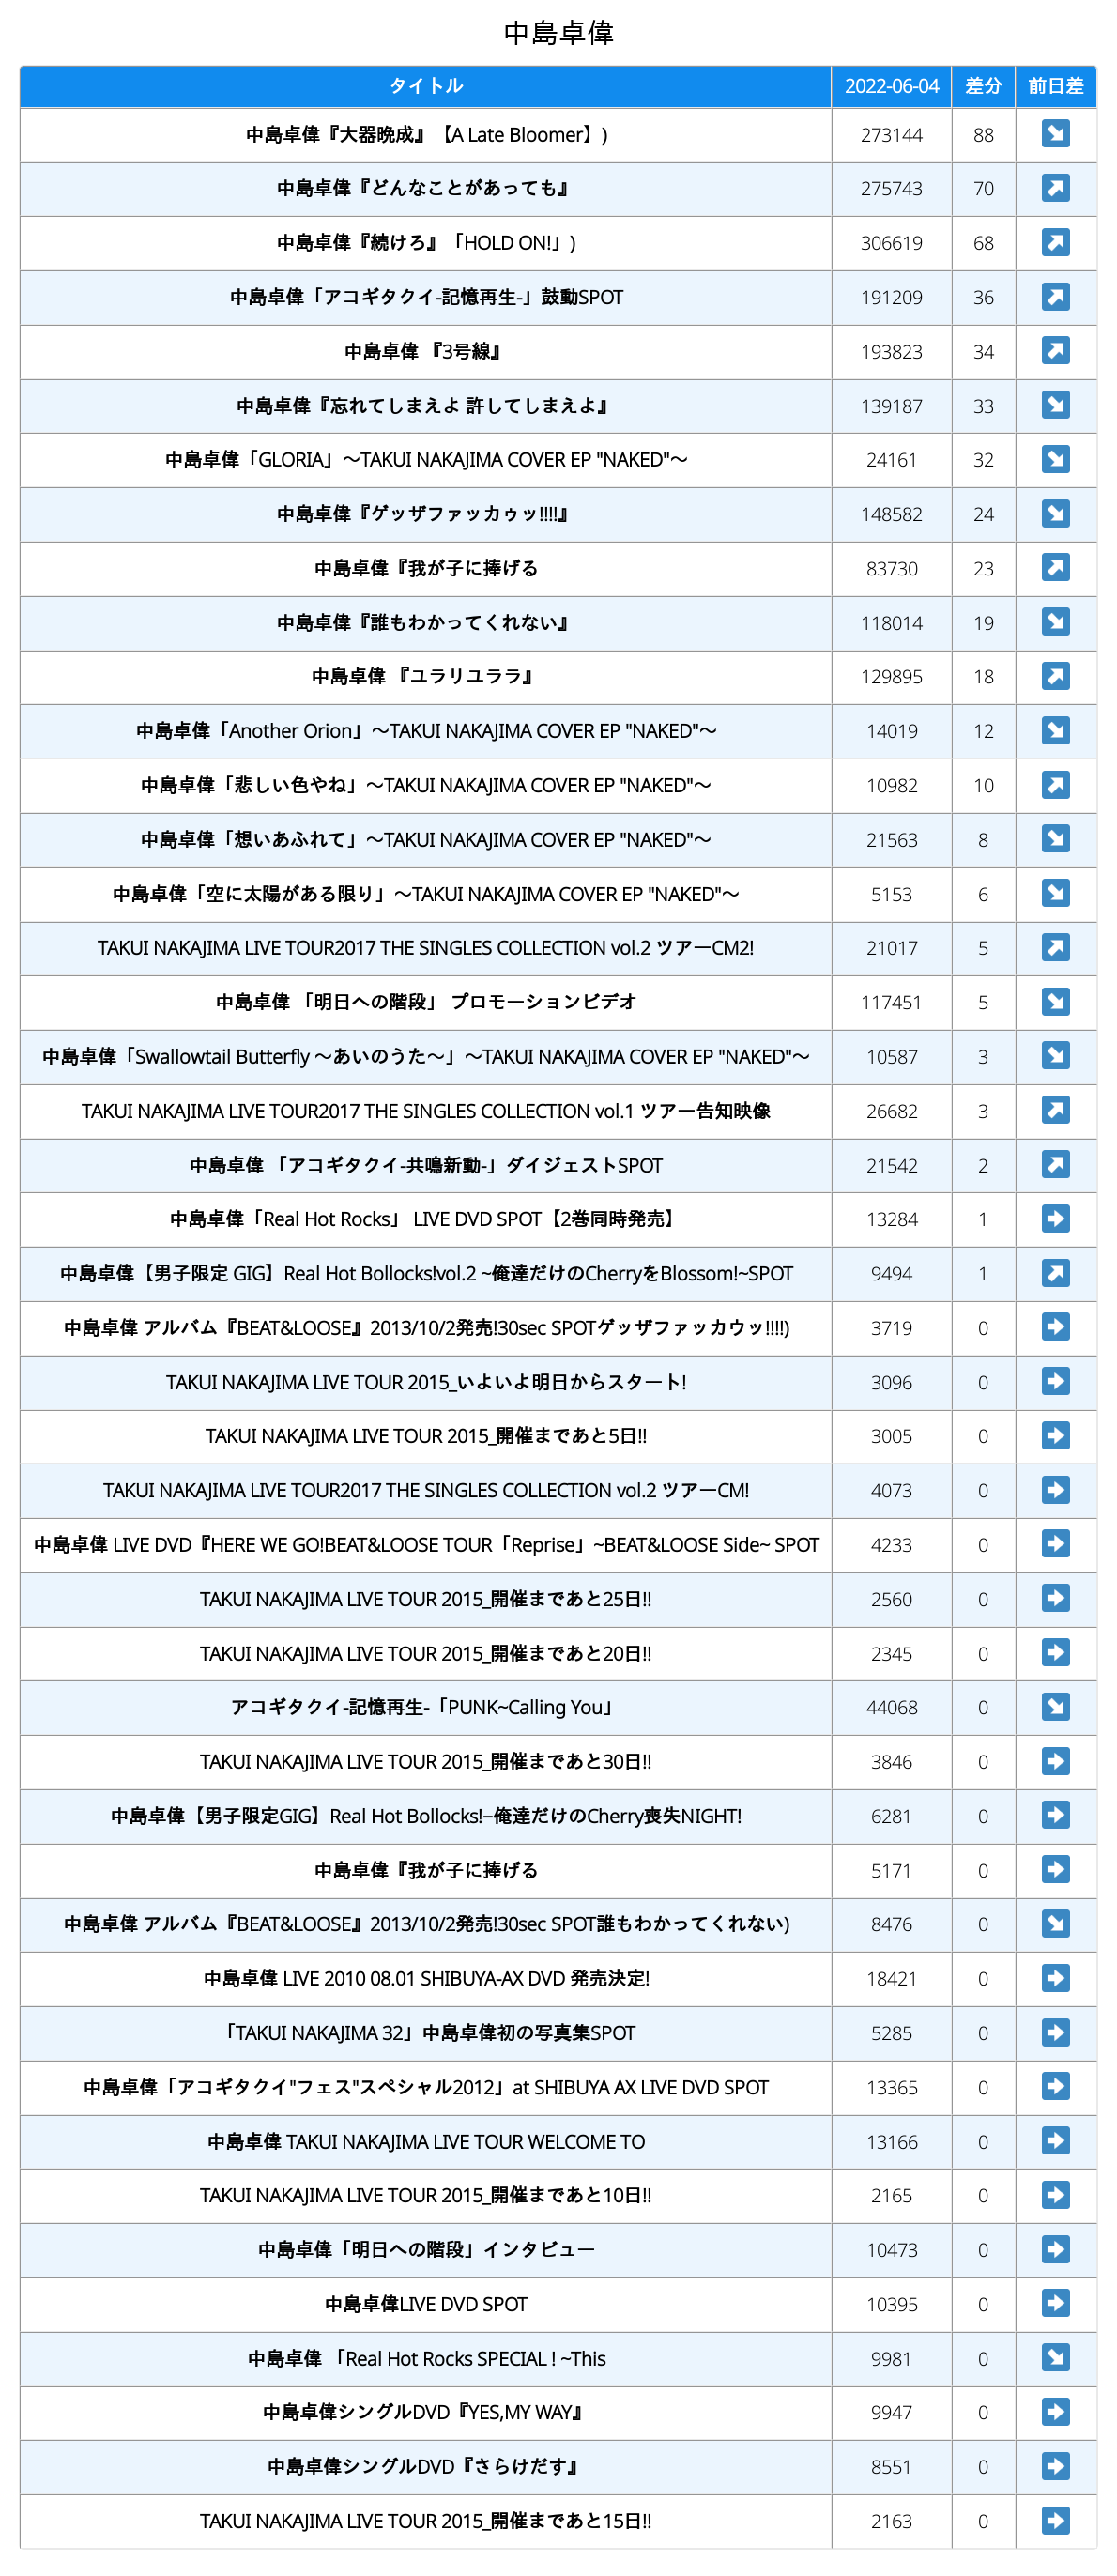 中島卓偉
タイトル 2022-06-04 差分 前日差
中島卓偉『大器晩成』【A Late Bloomer】) 273144 88
中島卓偉『どんなことがあっても』 275743 70
中島卓偉『続けろ』「HOLD ON!」) 306619 68
中島卓偉「アコギタクイ-記憶再生-」鼓動SPOT 191209 36
中島卓偉 『3号線』 193823 34
中島卓偉『忘れてしまえよ 許してしまえよ』 139187 33
中島卓偉「GLORIA」〜TAKUI NAKAJIMA COVER EP "NAKED"〜 24161 32
中島卓偉『ゲッザファッカゥッ!!!!』 148582 24
中島卓偉『我が子に捧げる 83730 23
中島卓偉『誰もわかってくれない』 118014 19
中島卓偉 『ユラリユララ』 129895 18
中島卓偉「Another Orion」〜TAKUI NAKAJIMA COVER EP "NAKED"〜 14019 12
中島卓偉「悲しい色やね」〜TAKUI NAKAJIMA COVER EP "NAKED"〜 10982 10
中島卓偉「想いあふれて」〜TAKUI NAKAJIMA COVER EP "NAKED"〜 21563 8
中島卓偉「空に太陽がある限り」〜TAKUI NAKAJIMA COVER EP "NAKED"〜 5153 6
TAKUI NAKAJIMA LIVE TOUR2017 THE SINGLES COLLECTION vol.2 ツアーCM2! 21017 5
中島卓偉 「明日への階段」 プロモーションビデオ 117451 5
中島卓偉「Swallowtail Butterfly 〜あいのうた〜」〜TAKUI NAKAJIMA COVER EP "NAKED"〜 10587 3
TAKUI NAKAJIMA LIVE TOUR2017 THE SINGLES COLLECTION vol.1 ツアー告知映像 26682 3
中島卓偉 「アコギタクイ-共鳴新動-」ダイジェストSPOT 21542 2
中島卓偉「Real Hot Rocks」 LIVE DVD SPOT【2巻同時発売】 13284 1
中島卓偉【男子限定 GIG】Real Hot Bollocks!vol.2 ~俺達だけのCherryをBlossom!~SPOT 9494 1
中島卓偉 アルバム『BEAT&LOOSE』2013/10/2発売!30sec SPOTゲッザファッカウッ!!!!) 3719 0
TAKUI NAKAJIMA LIVE TOUR 2015_いよいよ明日からスタート! 3096 0
TAKUI NAKAJIMA LIVE TOUR 2015_開催まであと5日!! 3005 0
TAKUI NAKAJIMA LIVE TOUR2017 THE SINGLES COLLECTION vol.2 ツアーCM! 4073 0
中島卓偉 LIVE DVD『HERE WE GO!BEAT&LOOSE TOUR「Reprise」~BEAT&LOOSE Side~ SPOT 4233 0
TAKUI NAKAJIMA LIVE TOUR 2015_開催まであと25日!! 2560 0
TAKUI NAKAJIMA LIVE TOUR 2015_開催まであと20日!! 2345 0
アコギタクイ-記憶再生-「PUNK~Calling You」 44068 0
TAKUI NAKAJIMA LIVE TOUR 2015_開催まであと30日!! 3846 0
中島卓偉【男子限定GIG】Real Hot Bollocks!−俺達だけのCherry喪失NIGHT! 6281 0
中島卓偉『我が子に捧げる 5171 0
中島卓偉 アルバム『BEAT&LOOSE』2013/10/2発売!30sec SPOT誰もわかってくれない) 8476 0
中島卓偉 LIVE 2010 08.01 SHIBUYA-AX DVD 発売決定! 18421 0
「TAKUI NAKAJIMA 32」中島卓偉初の写真集SPOT 5285 0
中島卓偉「アコギタクイ"フェス"スペシャル2012」at SHIBUYA AX LIVE DVD SPOT 13365 0
中島卓偉 TAKUI NAKAJIMA LIVE TOUR WELCOME TO 13166 0
TAKUI NAKAJIMA LIVE TOUR 2015_開催まであと10日!! 2165 0
中島卓偉「明日への階段」インタビュー 10473 0
中島卓偉LIVE DVD SPOT 10395 0
中島卓偉 「Real Hot Rocks SPECIAL ! ~This 9981 0
中島卓偉シングルDVD『YES,MY WAY』 9947 0
中島卓偉シングルDVD『さらけだす』 8551 0
TAKUI NAKAJIMA LIVE TOUR 2015_開催まであと15日!! 2163 0